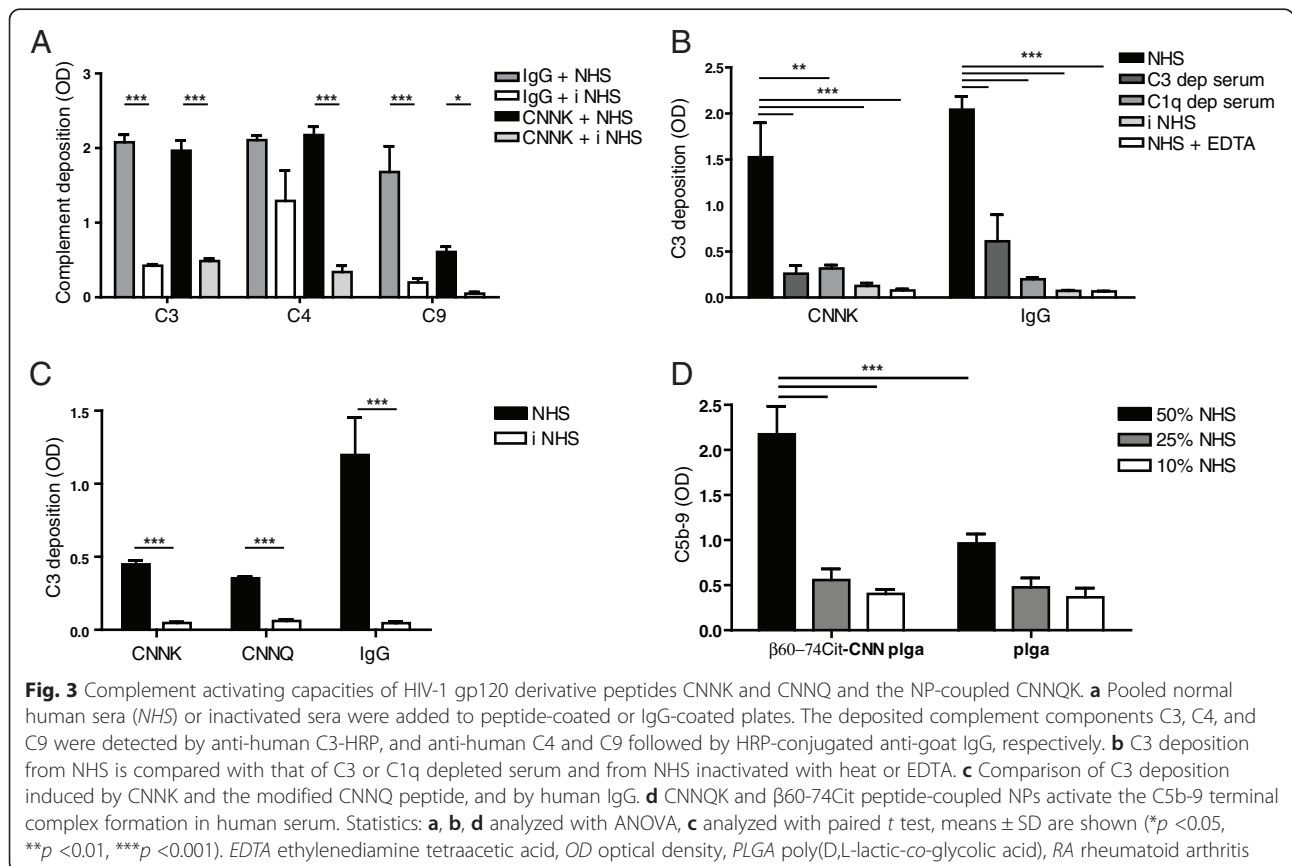 A
Complement deposition (OD)
3
2
1
0
***
***
***
***
*
C3
C4
C9
IgG + NHS
IgG + i NHS
CNNK + NHS
CNNK + i NHS
B
C3 deposition (OD)
2.5
2.0
1.5
1.0
0.5
0.0
**
***
***
CNNK
IgG
NHS
C3 dep serum
C1q dep serum
i NHS
NHS + EDTA
C
C3 deposition (OD)
1.5
1.0
0.5
0.0
***
***
***
CNNK
CNNQ
IgG
NHS
i NHS
D
C5b-9 (OD)
2.5
2.0
1.5
1.0
0.5
0.0
***
β60–74Cit-CNN plga
plga
50% NHS
25% NHS
10% NHS
Fig. 3 Complement activating capacities of HIV-1 gp120 derivative peptides CNNK and CNNQ and the NP-coupled CNNQK. a Pooled normal
human sera (NHS) or inactivated sera were added to peptide-coated or IgG-coated plates. The deposited complement components C3, C4, and
C9 were detected by anti-human C3-HRP, and anti-human C4 and C9 followed by HRP-conjugated anti-goat IgG, respectively. b C3 deposition
from NHS is compared with that of C3 or C1q depleted serum and from NHS inactivated with heat or EDTA. c Comparison of C3 deposition
induced by CNNK and the modified CNNQ peptide, and by human IgG. d CNNQK and β60-74Cit peptide-coupled NPs activate the C5b-9 terminal
complex formation in human serum. Statistics: a, b, d analyzed with ANOVA, c analyzed with paired t test, means ± SD are shown (*p <0.05,
**p <0.01, ***p <0.001). EDTA ethylenediamine tetraacetic acid, OD optical density, PLGA poly(D,L-lactic-co-glycolic acid), RA rheumatoid arthritis